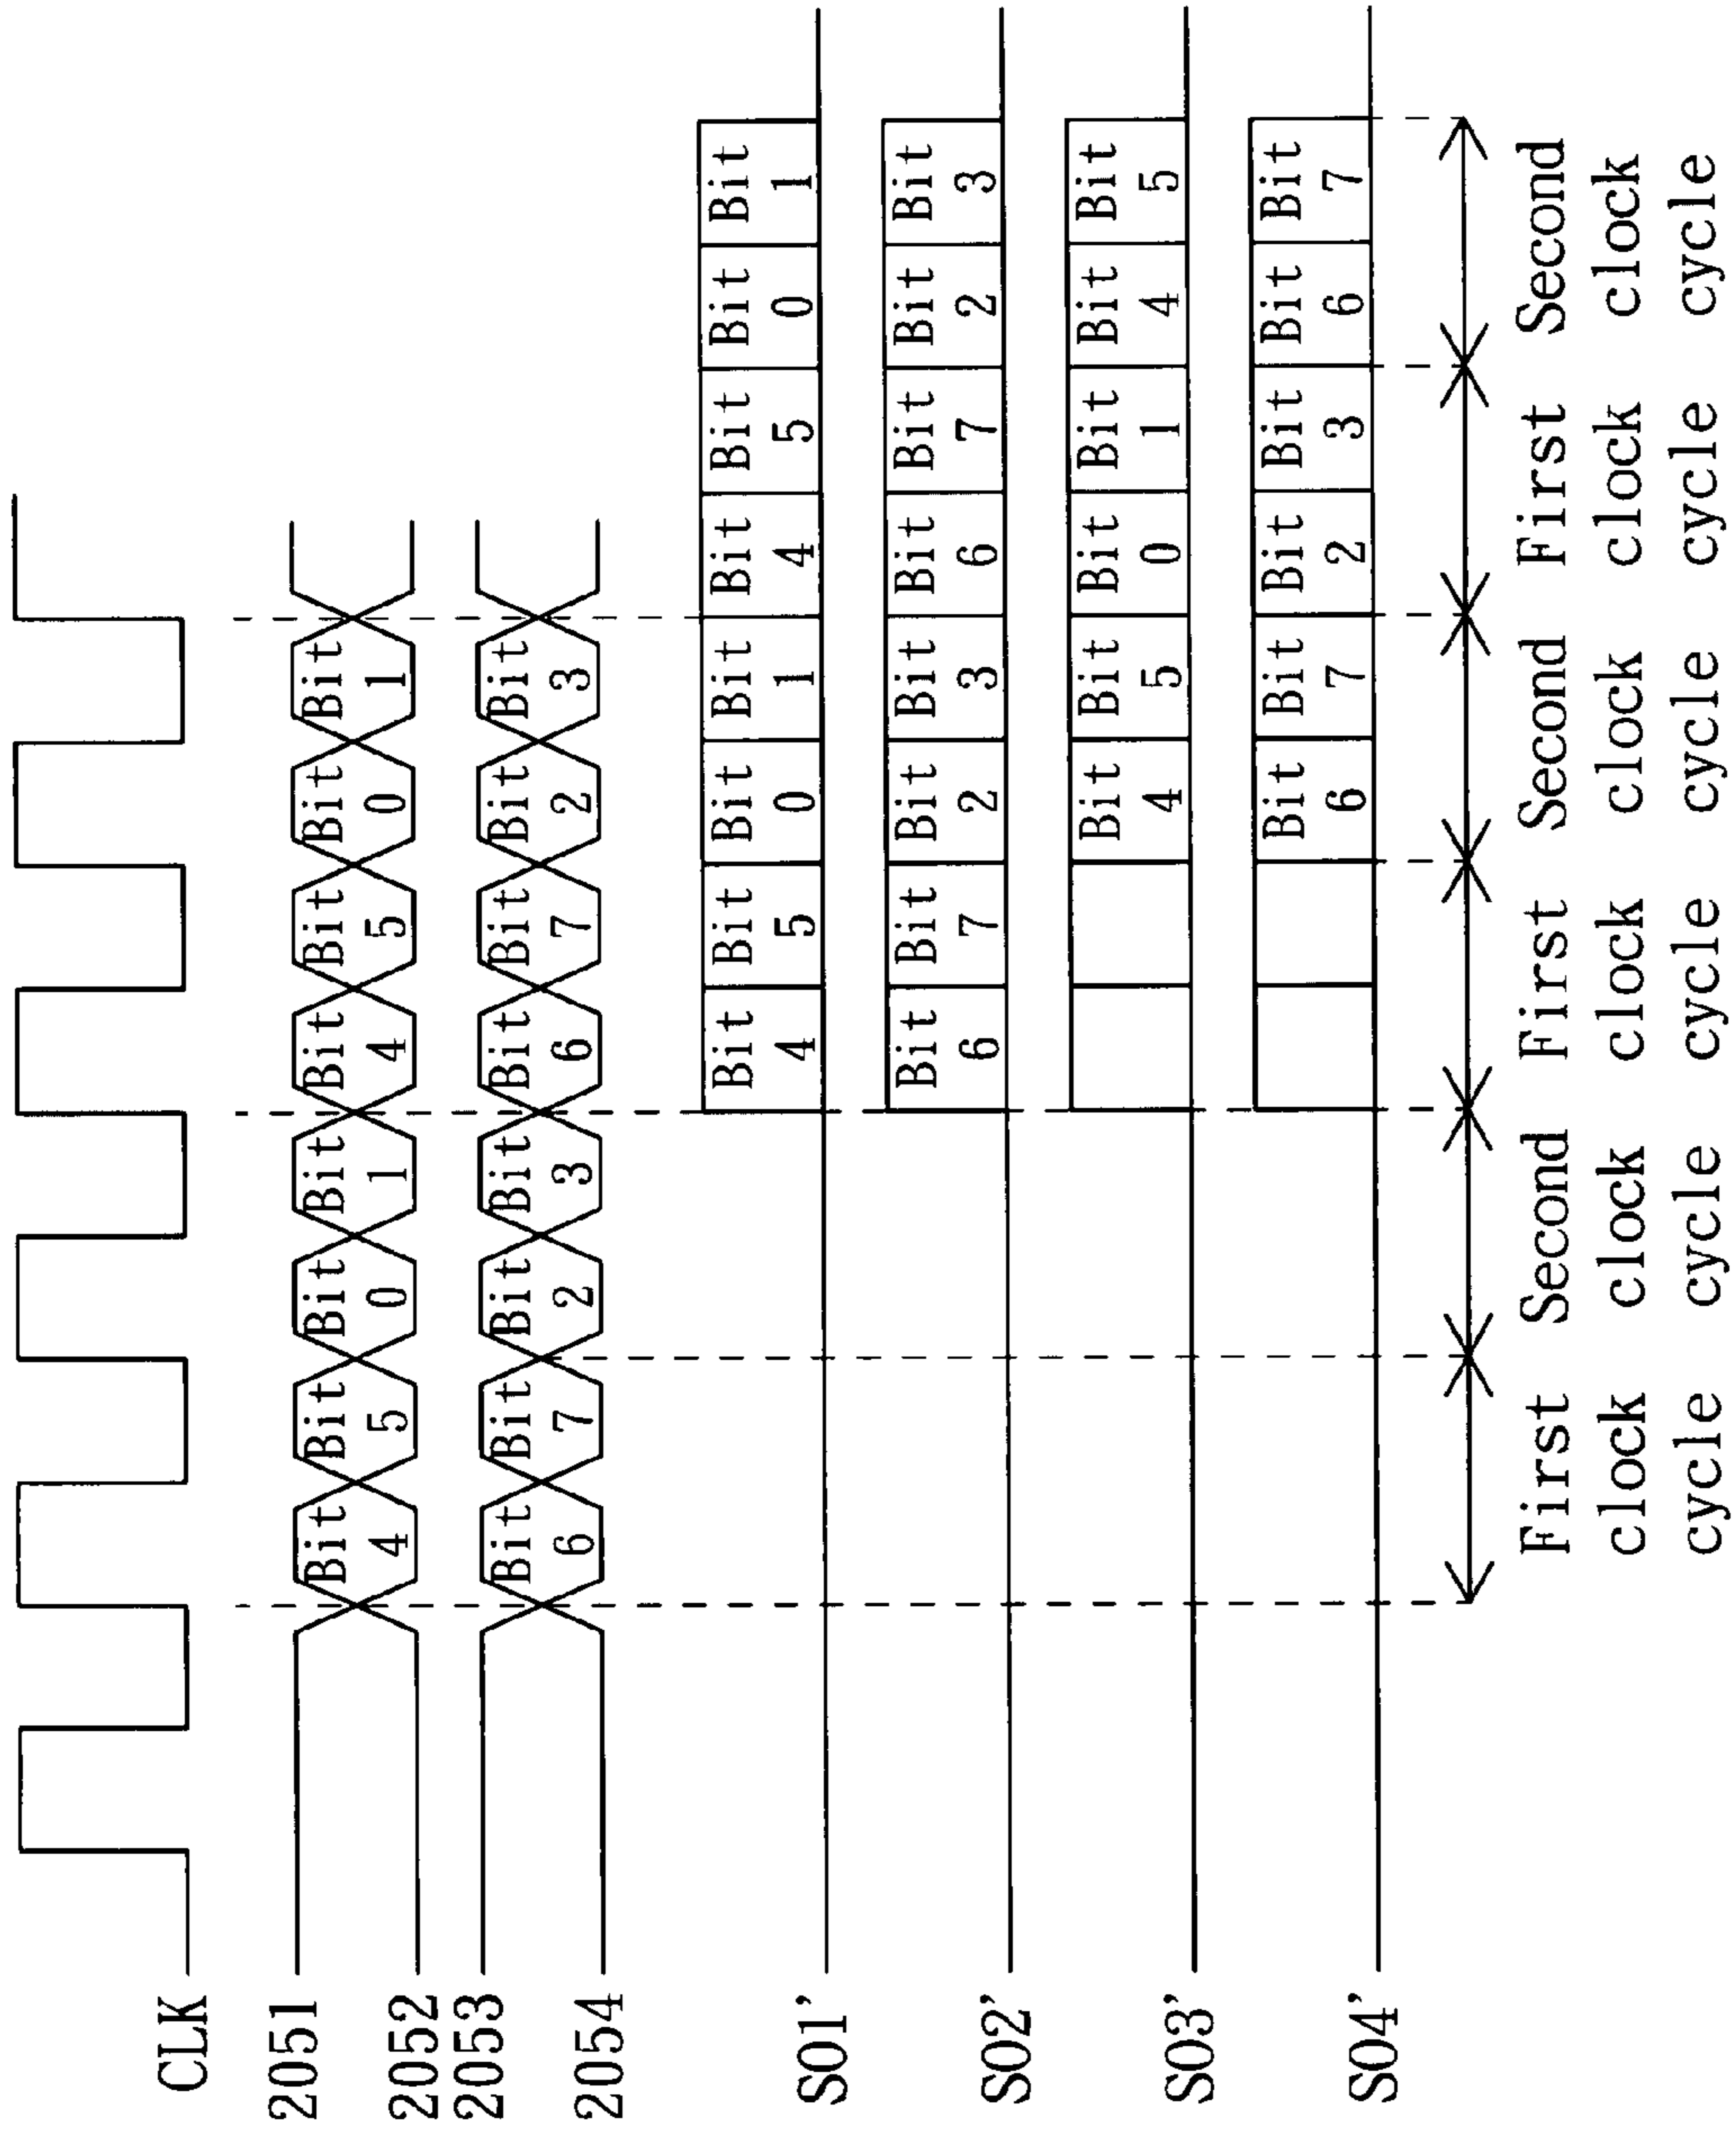 CLK
2051
Bit Bit Bit Bit Bit Bit Bit Bit
4 5 0 1 4 5 0 1
2052
2053
Bit Bit Bit Bit Bit Bit Bit Bit
6 7 2 3 6 7 2 3
2054
Bit Bit Bit Bit Bit Bit Bit Bit
4 5 0 1 4 5 0 1
S01'
Bit Bit Bit Bit Bit Bit Bit Bit
6 7 2 3 6 7 2 3
S02'
Bit Bit Bit Bit Bit Bit
4 5 0 1 4 5
S03'
Bit Bit Bit Bit Bit Bit
6 7 2 3 6 7
S04'
First Second First Second First Second
clock clock clock clock clock clock
cycle cycle cycle cycle cycle cycle